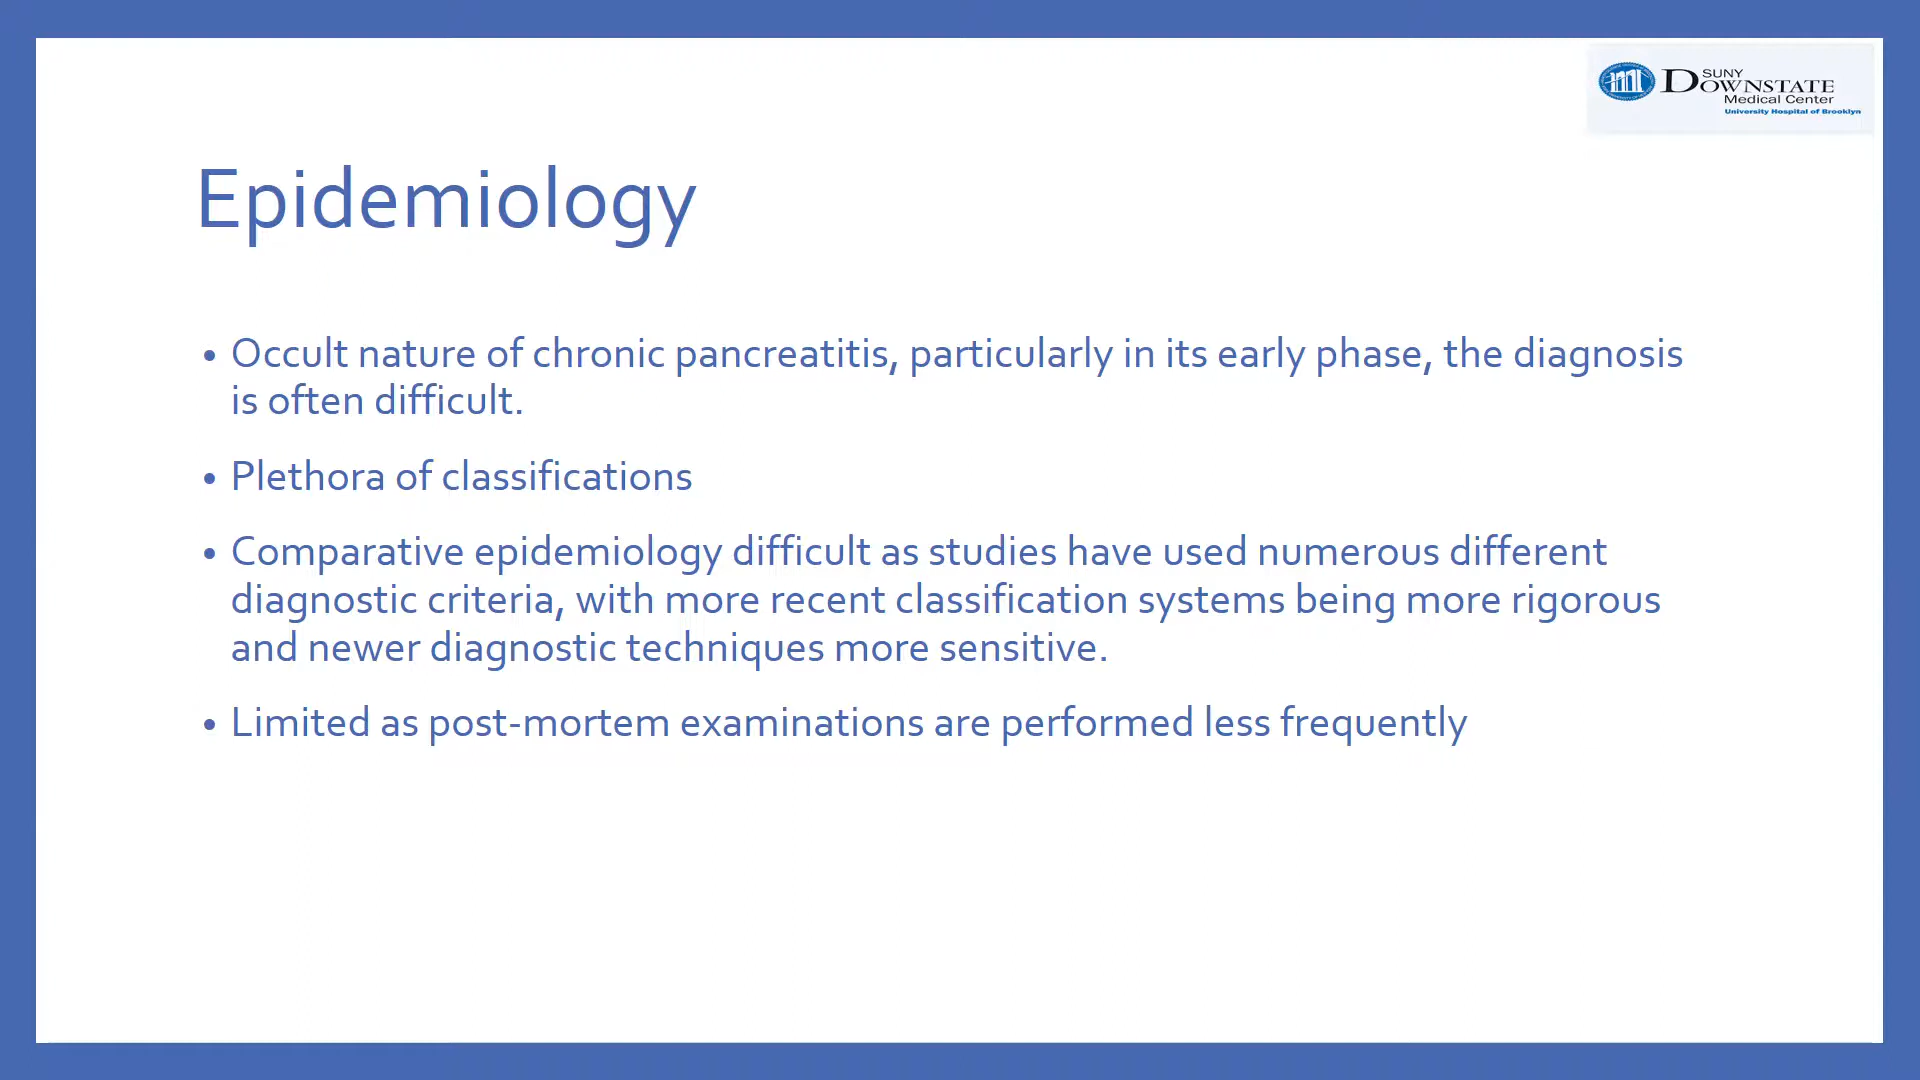 SUNY
DOWNSTATE
Medical Center
University Hospital of Brooklyn
Epidemiology
• Occult nature of chronic pancreatitis, particularly in its early phase, the diagnosis
is often difficult.
• Plethora of classifications
• Comparative epidemiology difficult as studies have used numerous different
diagnostic criteria, with more recent classification systems being more rigorous
and newer diagnostic techniques more sensitive.
• Limited as post-mortem examinations are performed less frequently